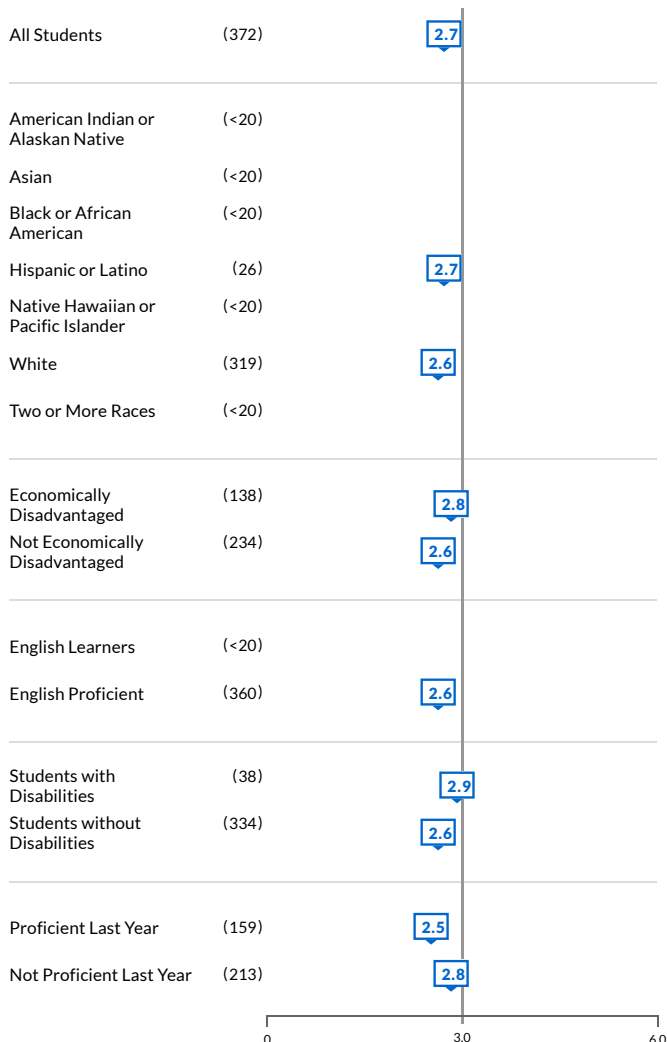 All Students (372) 2.7
American Indian or
Alaskan Native (<20)
Asian (<20)
Black or African
American (<20)
Hispanic or Latino (26) 2.7
Native Hawaiian or
Pacific Islander (<20)
White (319) 2.6
Two or More Races (<20)
Economically
Disadvantaged (138) 2.8
Not Economically
Disadvantaged (234) 2.6
English Learners (<20)
English Proficient (360) 2.6
Students with
Disabilities (38) 2.9
Students without
Disabilities (334) 2.6
Proficient Last Year (159) 2.5
Not Proficient Last Year (213) 2.8
0 3.0 6.0